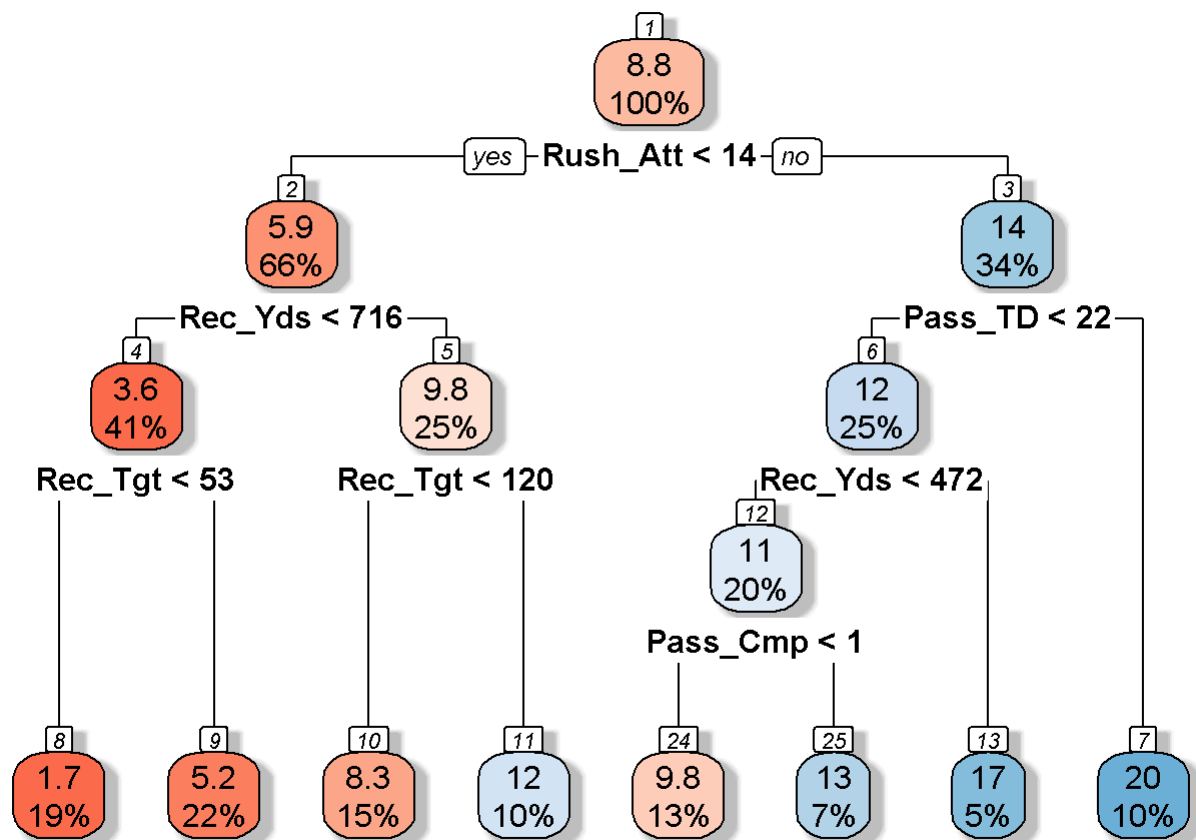 1
8.8
100%
yes Rush_Att < 14 no
2 3
5.9 14
66% 34%
Rec_Yds < 716 Pass_TD < 22
4 5 6
3.6 9.8 12
41% 25% 25%
Rec_Tgt < 53 Rec_Tgt < 120 Rec_Yds < 472
12
11
20%
Pass_Cmp < 1
8 9 10 11 24 25 13 7
1.7 5.2 8.3 12 9.8 13 17 20
19% 22% 15% 10% 13% 7% 5% 10%